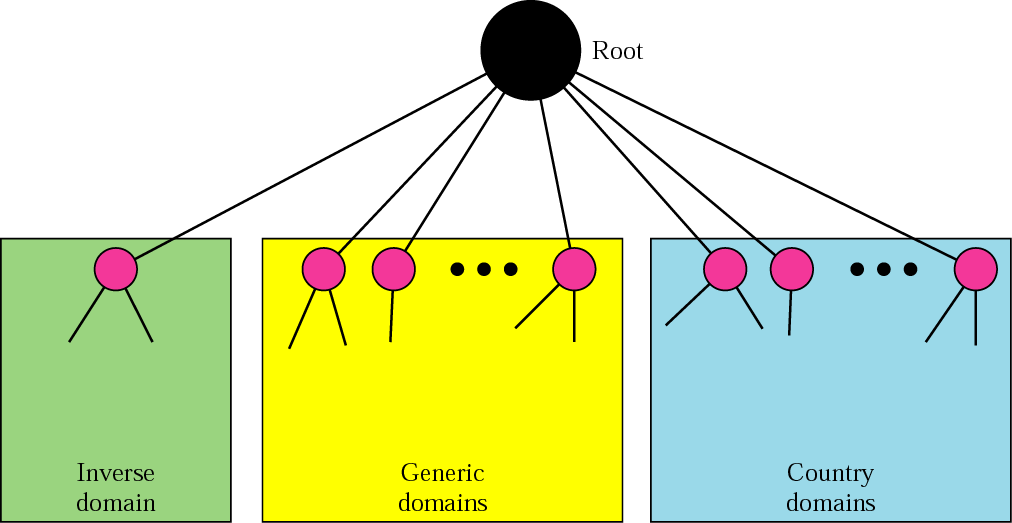 Root
Inverse
domain
Generic
domains
Country
domains